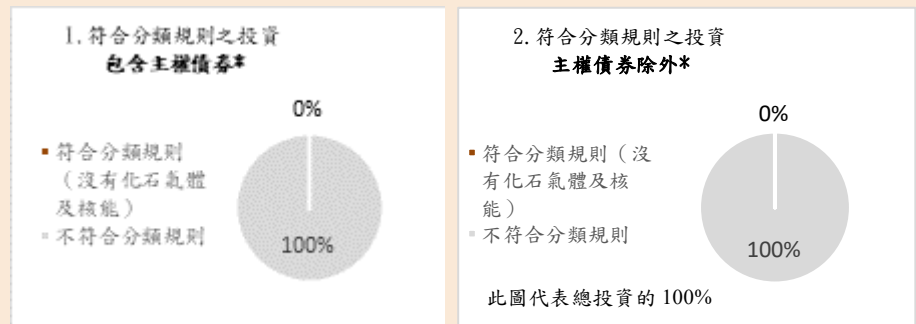 1.符合分類規則之投資
包含主權債券*
0%
符合分類規則
（沒有化石氣體
及核能）
不符合分類規則
100%
2.符合分類規則之投資
主權債券除外*
0%
符合分類規則（沒
有化石氣體及核
能）
不符合分類規則
100%
此圖代表總投資的 100%